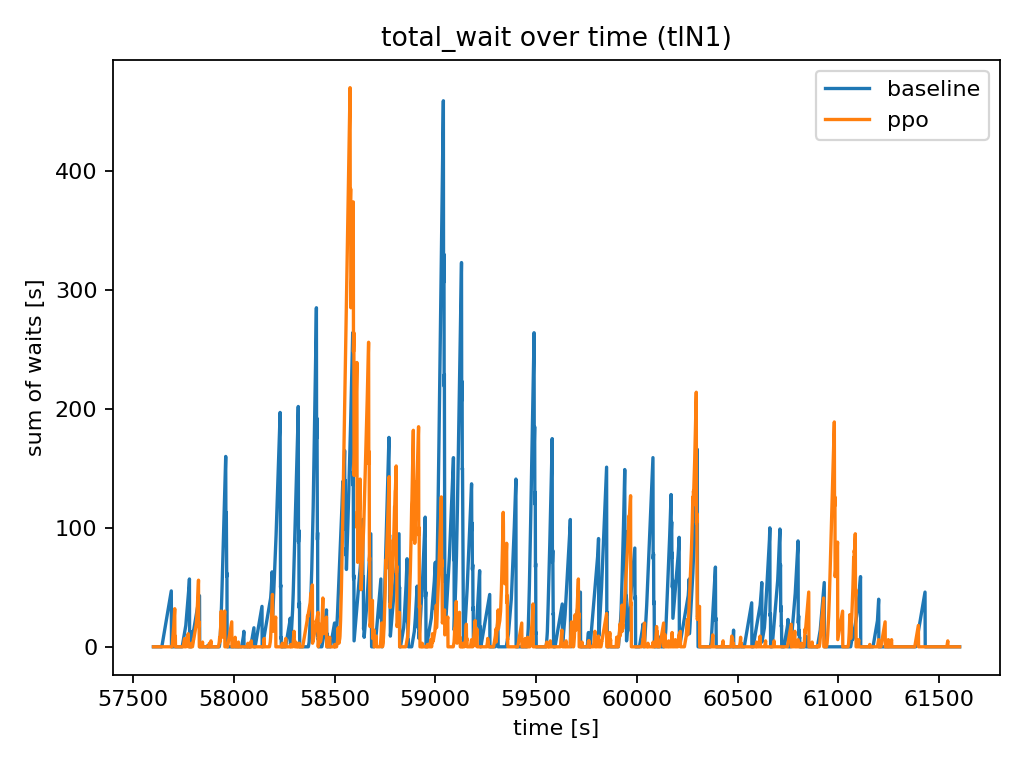 total_wait over time (tlN1)
baseline
ppo
sum of waits [s]
400
300
200
100
0
57500 58000 58500 59000 59500 60000 60500 61000 61500
time [s]